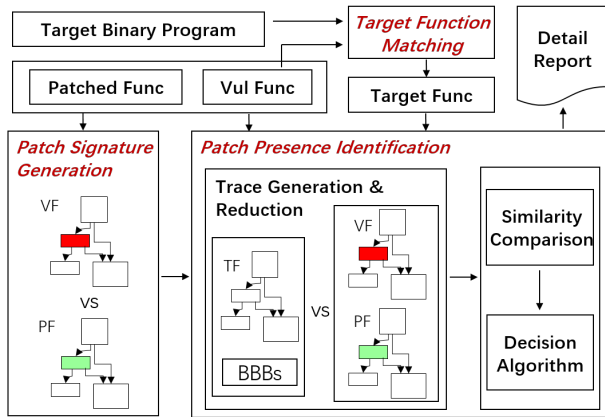 Target Binary Program
Target Function
Matching
Detail
Report
Patched Func
Vul Func
Target Func
Patch Signature
Generation
VF
VS
PF
Patch Presence Identification
Trace Generation &
Reduction
TF
BBBs
VS
VF
PF
Similarity
Comparison
Decision
Algorithm